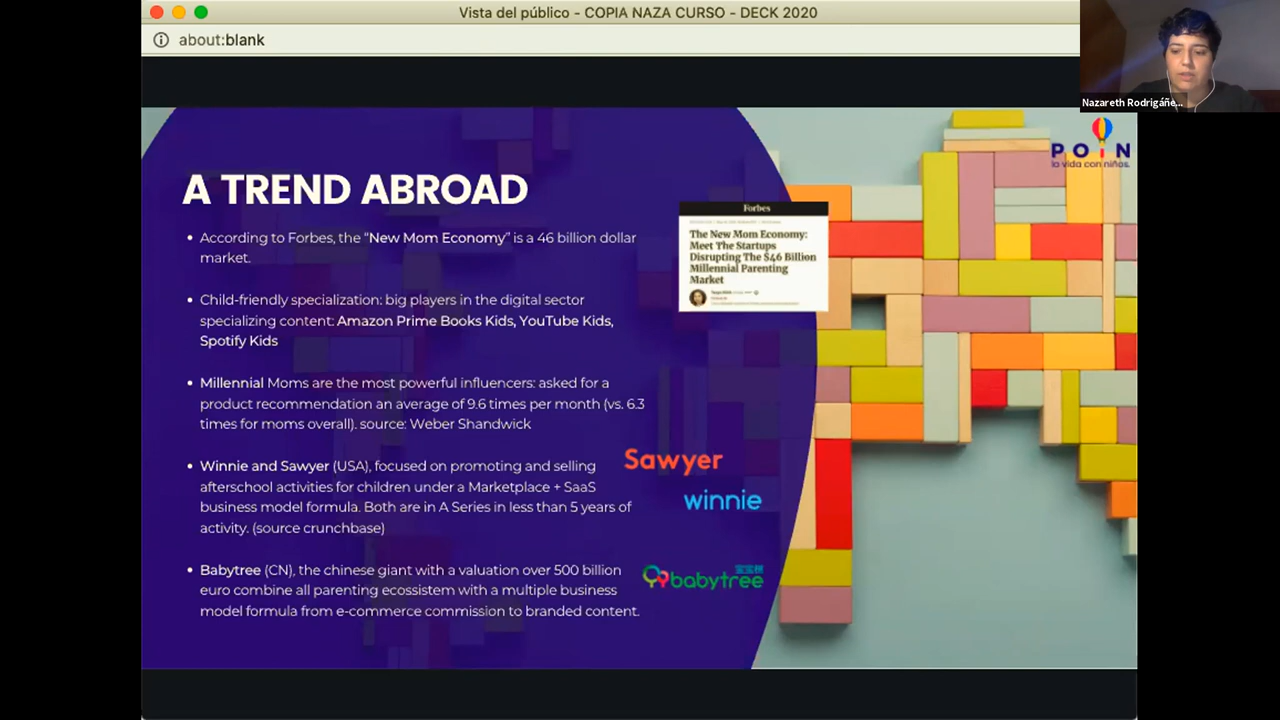 Vista del público - COPIA NAZA CURSO - DECK 2020
about:blank
Nazareth Rodrigáñe...
POiN
la vida con niños.
A TREND ABROAD
Forbes
The New Mom Economy:
Meet The Startups
Disrupting The $46 Billion
Millennial Parenting
Market
• According to Forbes, the “New Mom Economy” is a 46 billion dollar
market.
• Child-friendly specialization: big players in the digital sector
specializing content: Amazon Prime Books Kids, YouTube Kids,
Spotify Kids
• Millennial Moms are the most powerful influencers: asked for a
product recommendation an average of 9.6 times per month (vs. 6.3
times for moms overall). source: Weber Shandwick
• Winnie and Sawyer (USA), focused on promoting and selling
afterschool activities for children under a Marketplace + SaaS
business model formula. Both are in A Series in less than 5 years of
activity. (source crunchbase)
Sawyer
winnie
• Babytree (CN), the chinese giant with a valuation over 500 billion
euro combine all parenting ecosystem with a multiple business
model formula from e-commerce commission to branded content.
babytree